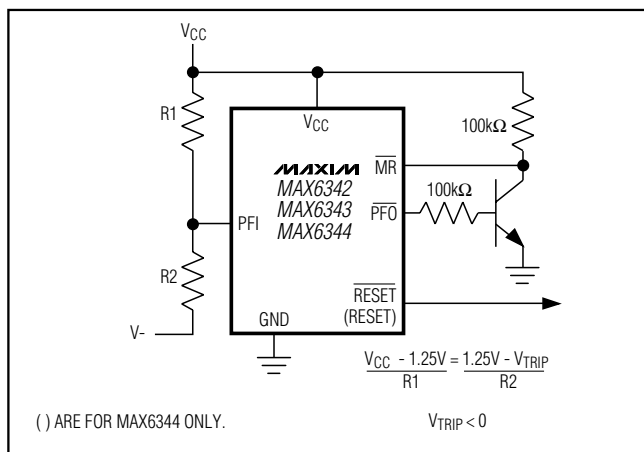 VCC
R1
VCC
100kΩ
MAXIM
MAX6342
MAX6343
MAX6344
MR
100kΩ
PFI
PFO
R2
RESET
(RESET)
V-
GND
VCC - 1.25V = 1.25V - VTRIP
R1 R2
( ) ARE FOR MAX6344 ONLY.
VTRIP < 0